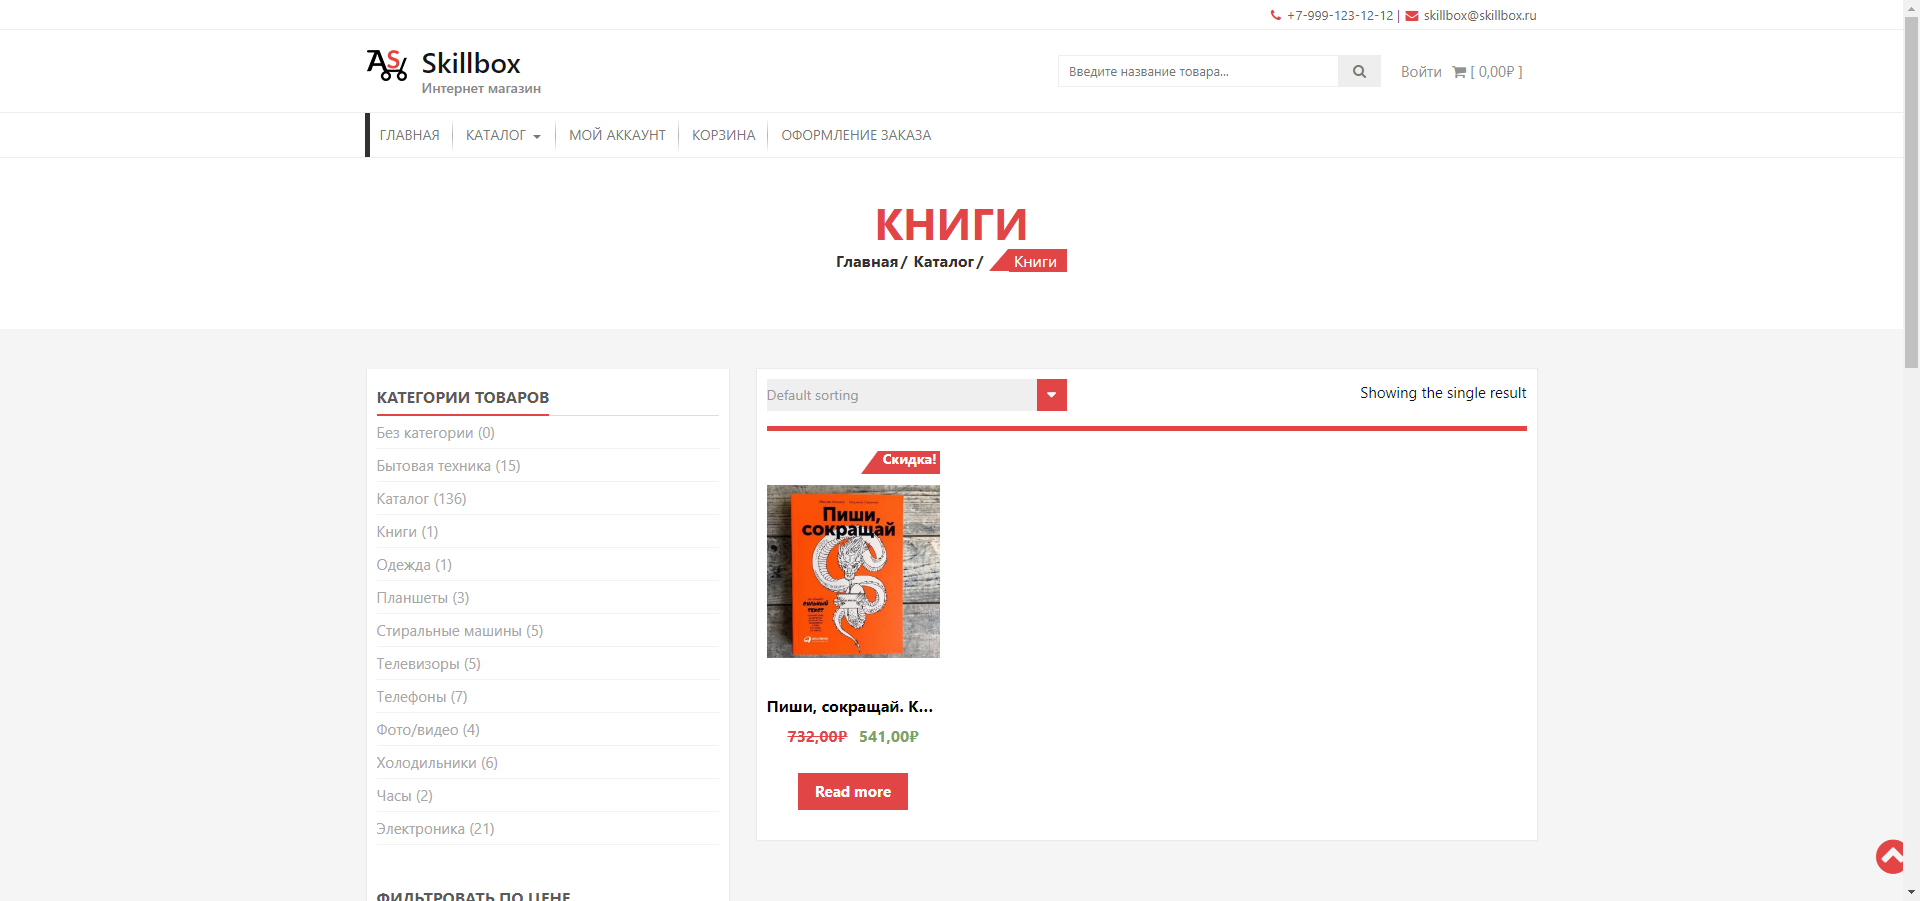 +7-999-123-12-12 | skillbox@skillbox.ru
Skillbox
Интернет магазин
Введите название товара...
Войти [ 0,00₽ ]
ГЛАВНАЯ КАТАЛОГ МОЙ АККАУНТ КОРЗИНА ОФОРМЛЕНИЕ ЗАКАЗА
КНИГИ
Главная / Каталог / Книги
КАТЕГОРИИ ТОВАРОВ
Без категории (0)
Бытовая техника (15)
Каталог (136)
Книги (1)
Одежда (1)
Планшеты (3)
Стиральные машины (5)
Телевизоры (5)
Телефоны (7)
Фото/видео (4)
Холодильники (6)
Часы (2)
Электроника (21)
ФИЛЬТРОВАТЬ ПО ЦЕНЕ
Default sorting
Showing the single result
Скидка!
Пиши,
сокращай
сильный
текст
Пиши, сокращай. К...
732,00₽ 541,00₽
Read more